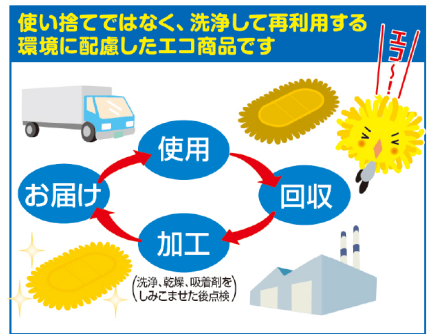 使い捨てではなく、洗浄して再利用する
環境に配慮したエコ商品です
エコ〜！
使用
お届け
回収
加工
(洗浄、乾燥、吸着剤を
しみこませた後点検)